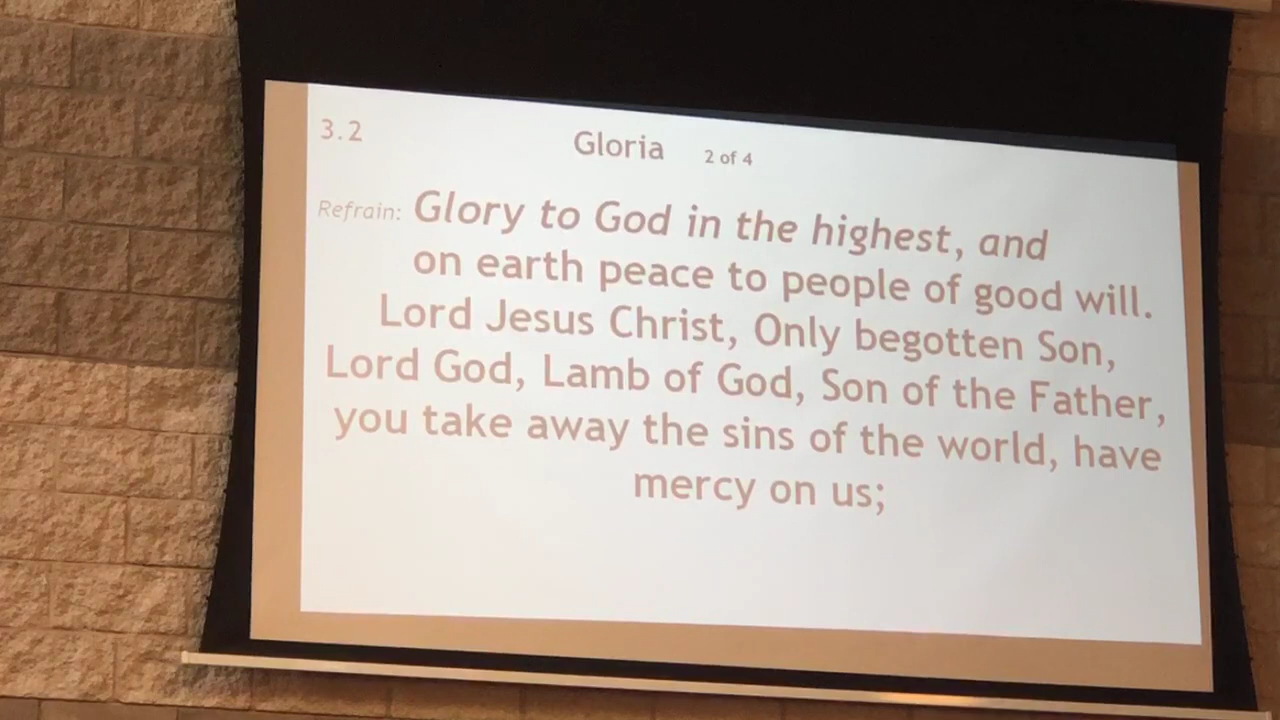 3.2
Gloria 2 of 4
Refrain: Glory to God in the highest, and
on earth peace to people of good will.
Lord Jesus Christ, Only begotten Son,
Lord God, Lamb of God, Son of the Father,
you take away the sins of the world, have
mercy on us;